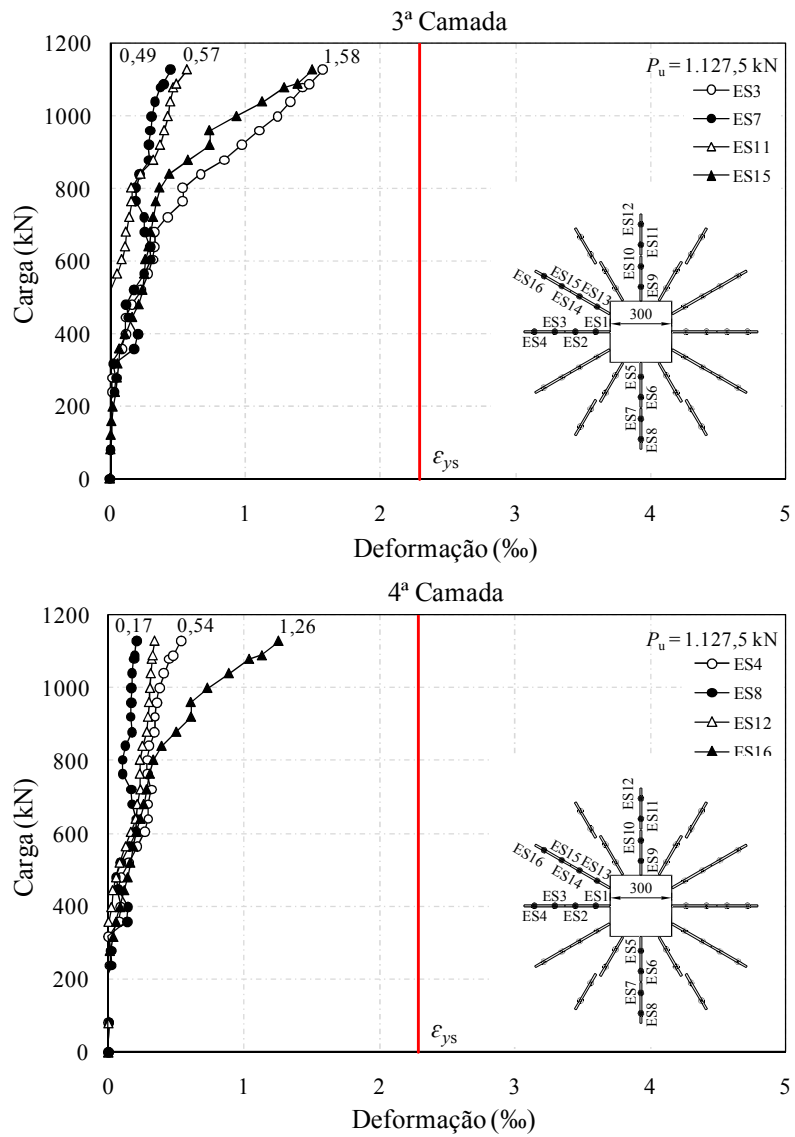 3ª Camada
1200
1000
800
600
400
200
0
Carga (kN)
0,49
0,57
1,58
P_u = 1.127,5 kN
ES3
ES7
ES11
ES15
ES12
ES11
ES10
ES9
ES16
ES15
ES14
ES13
300
ES4
ES3
ES2
ES1
ES5
ES6
ES7
ES8
ε_ys
0
1
2
3
4
5
Deformação (‰)
4ª Camada
1200
1000
800
600
400
200
0
Carga (kN)
0,17
0,54
1,26
P_u = 1.127,5 kN
ES4
ES8
ES12
ES16
ES12
ES11
ES10
ES9
ES16
ES15
ES14
ES13
300
ES4
ES3
ES2
ES1
ES5
ES6
ES7
ES8
ε_ys
0
1
2
3
4
5
Deformação (‰)